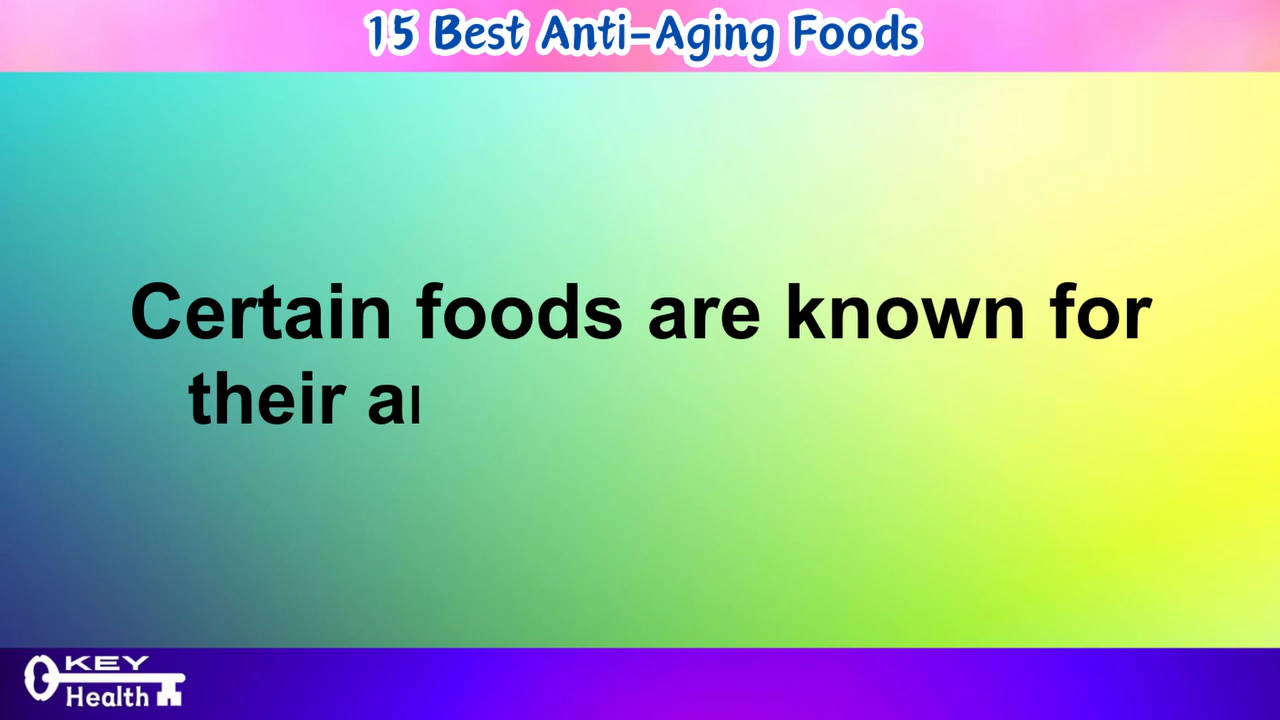 15 Best Anti-Aging Foods
Certain foods are known for
their
KEY
Health